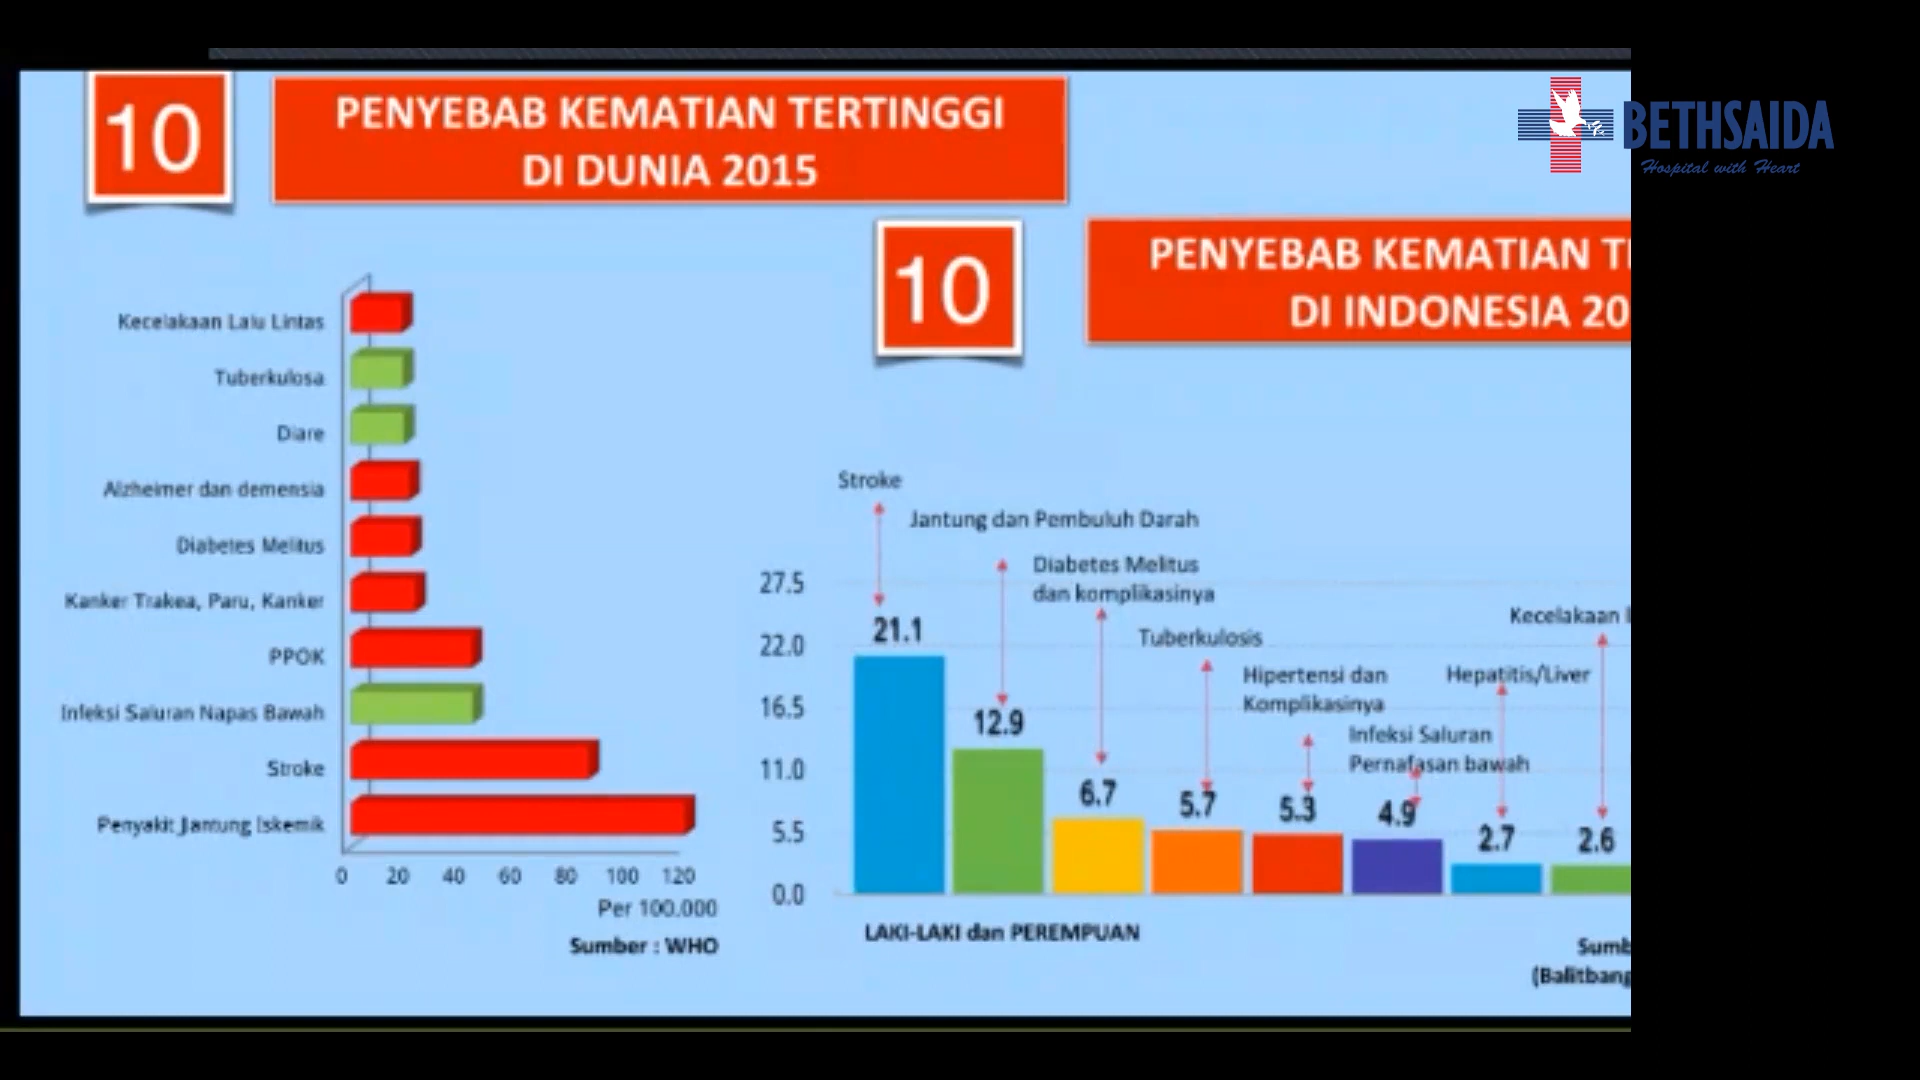 10
PENYEBAB KEMATIAN TERTINGGI
DI DUNIA 2015
BETHSAIDA
Hospital with Heart
10
PENYEBAB KEMATIAN
DI INDONESIA 20
Kecelakaan Lalu Lintas
Tuberkulosa
Diare
Alzheimer dan demensia
Diabetes Melitus
Kanker Trakea, Paru, Kanker
PPOK
Infeksi Saluran Napas Bawah
Stroke
Penyakit Jantung Iskemik
0 20 40 60 80 100 120
Per 100.000
Sumber : WHO
Stroke
Jantung dan Pembuluh Darah
Diabetes Melitus
dan komplikasinya
Tuberkulosis
Hipertensi dan
Komplikasinya
Infeksi Saluran
Pernafasan bawah
Hepatitis/Liver
Kecelakaan
27.5
22.0
16.5
11.0
5.5
0.0
21.1
12.9
6.7
5.7
5.3
4.9
2.7
2.6
LAKI-LAKI dan PEREMPUAN
Sumb
(Balitbang